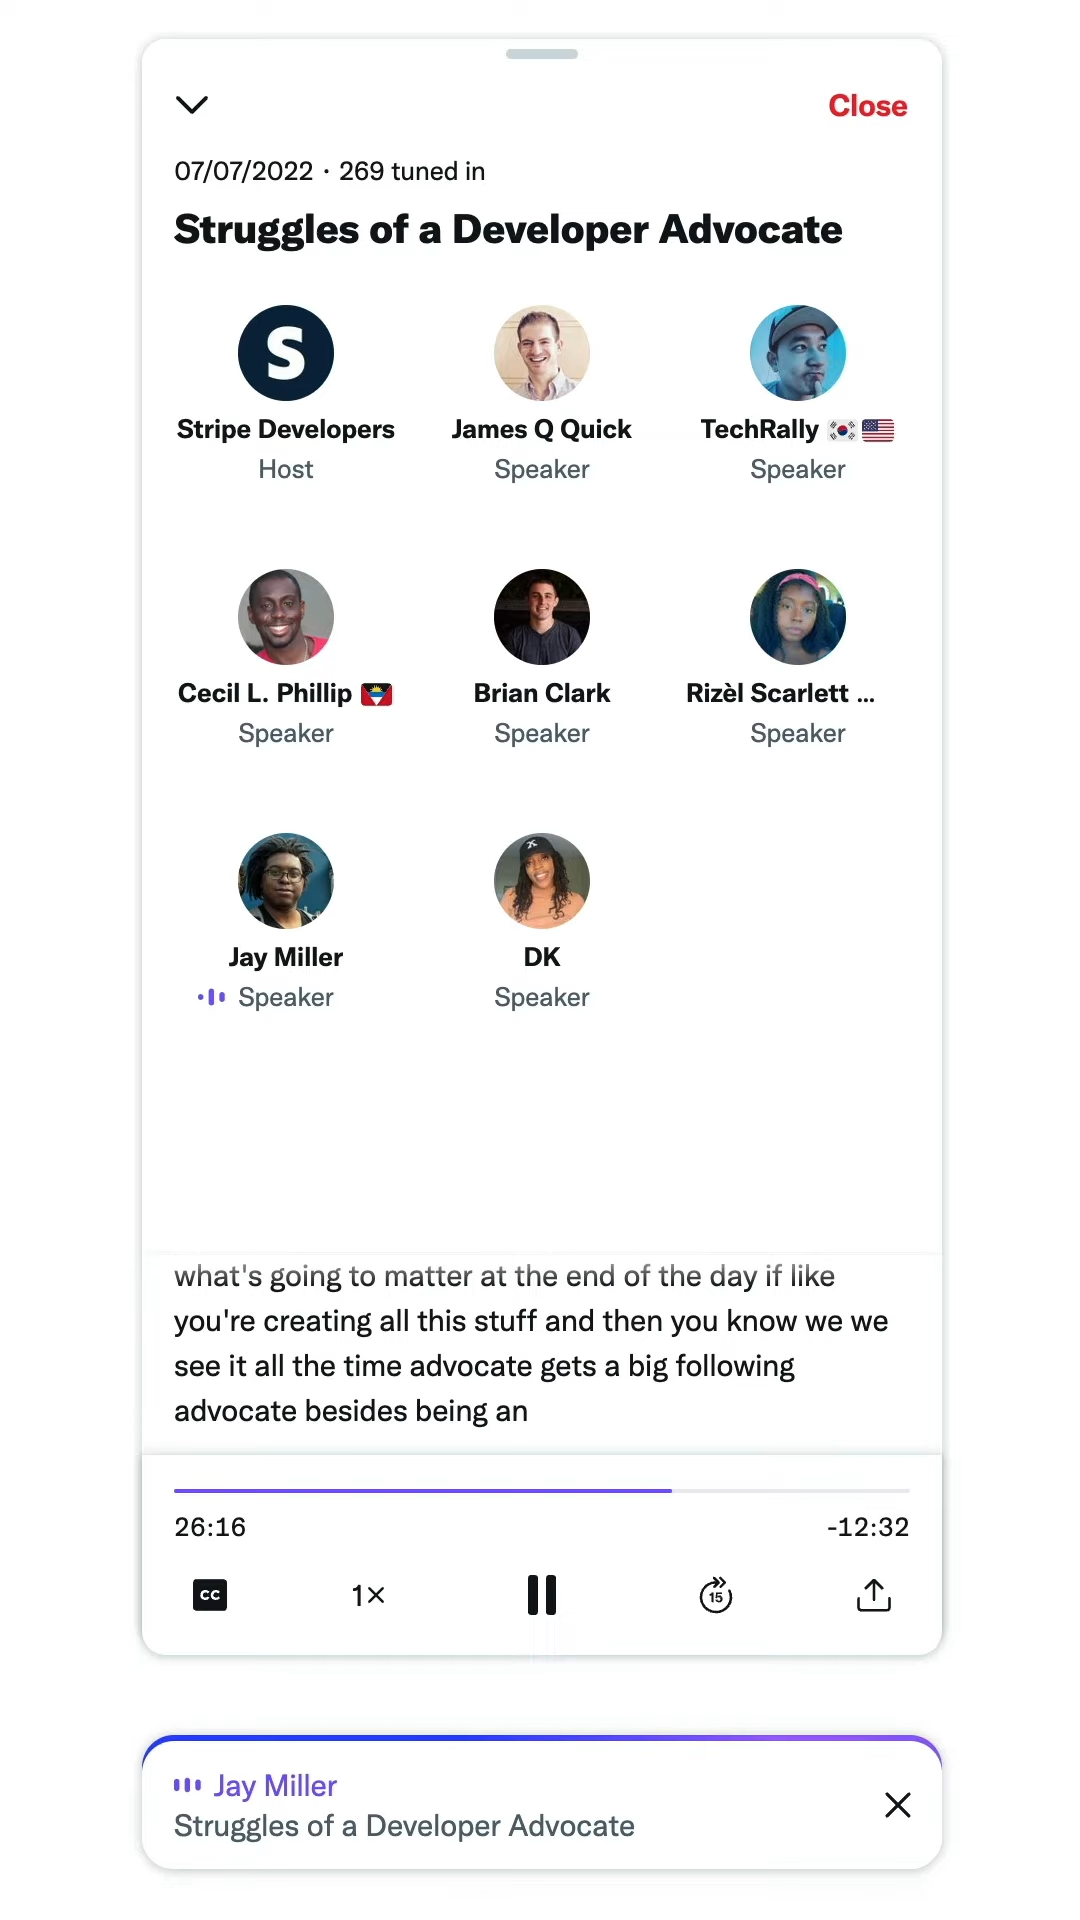 Close
07/07/2022 · 269 tuned in
Struggles of a Developer Advocate
S
Stripe Developers
Host
James Q Quick
Speaker
TechRally 🇰🇷🇺🇸
Speaker
Cecil L. Phillip 🇦🇬
Speaker
Brian Clark
Speaker
Rizèl Scarlett ...
Speaker
Jay Miller
Speaker
DK
Speaker
what's going to matter at the end of the day if like
you're creating all this stuff and then you know we we
see it all the time advocate gets a big following
advocate besides being an
26:16
-12:32
CC
1×
15
Jay Miller
Struggles of a Developer Advocate